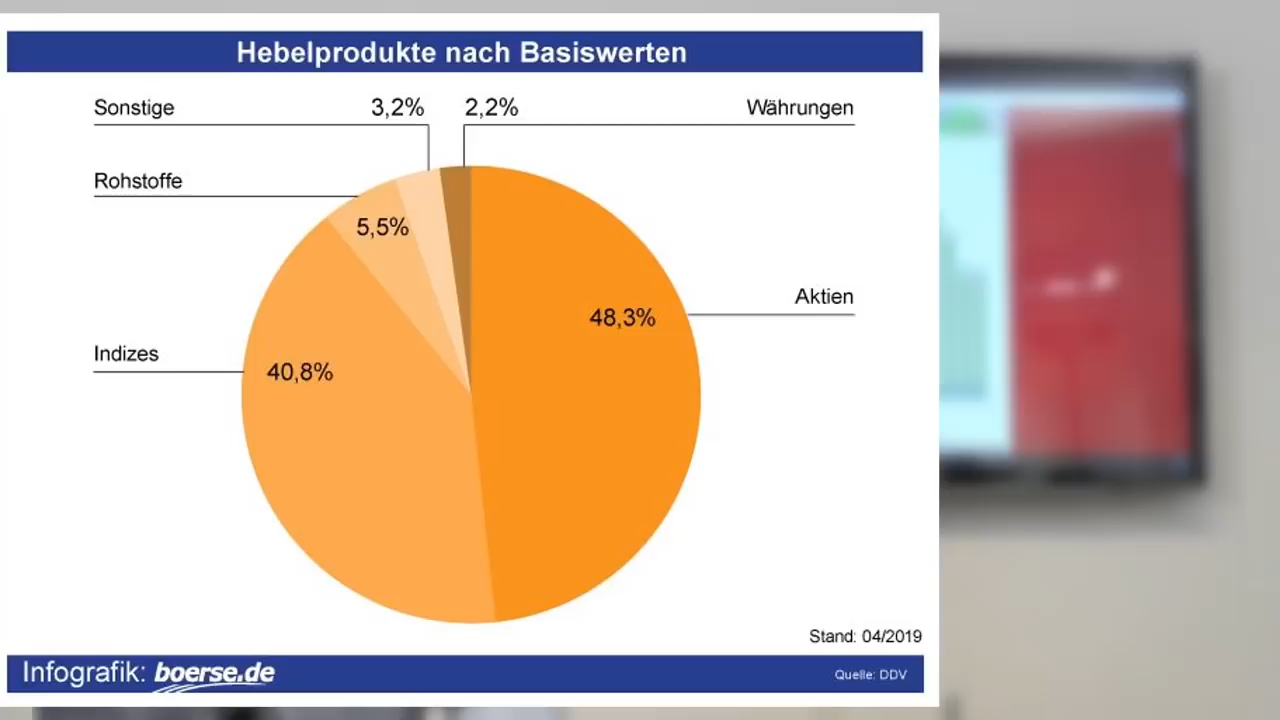 Hebelprodukte nach Basiswerten
Sonstige 3,2% 2,2% Währungen
Rohstoffe
5,5%
Aktien
48,3%
Indizes
40,8%
Stand: 04/2019
Infografik: boerse.de
Quelle: DDV